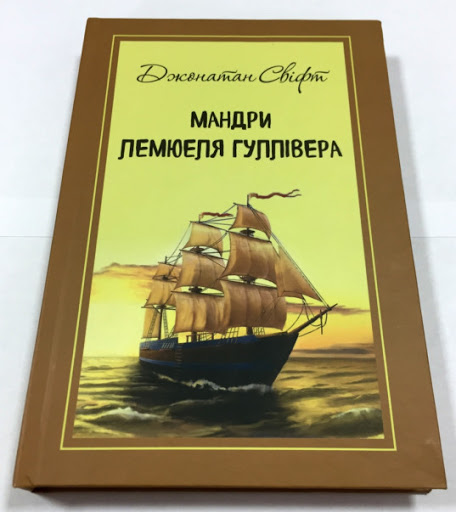 Джонатан Свіфт
МАНДРИ
ЛЕМЮЕЛЯ ГУЛЛІВЕРА